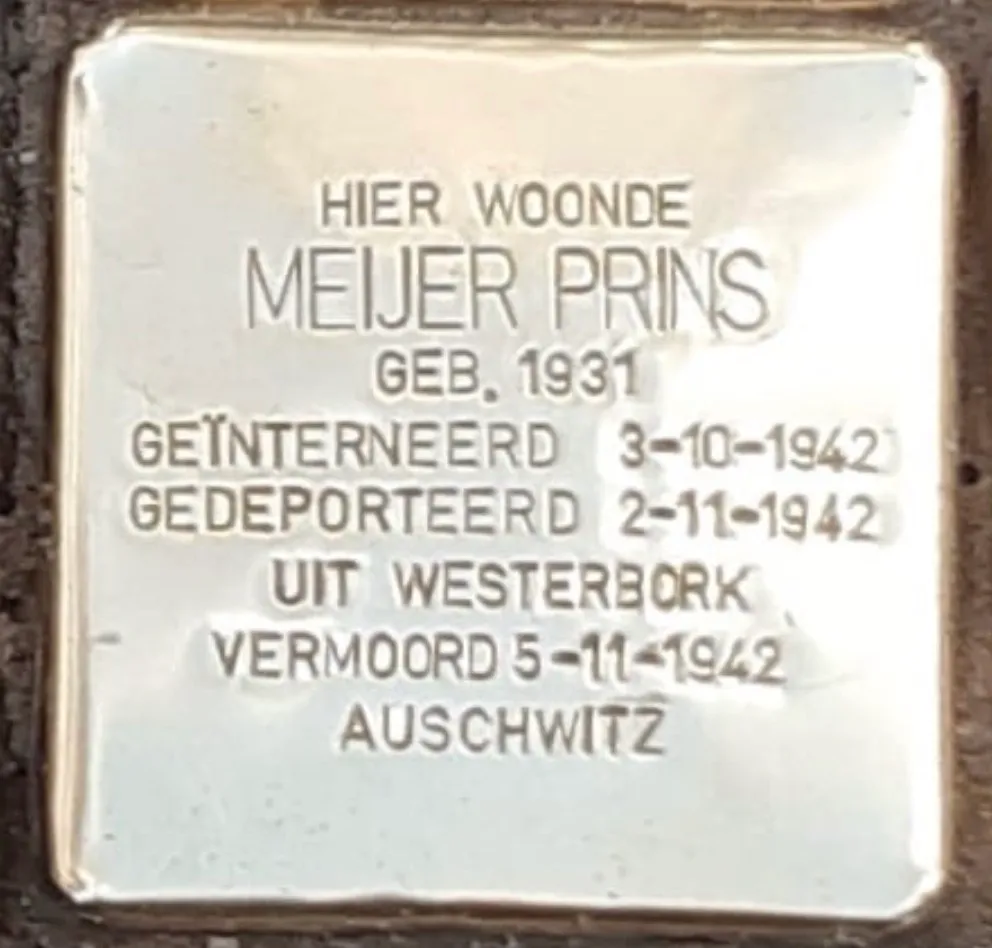 HIER WOONDE
MEIJER PRINS
GEB. 1931
GEÏNTERNEERD 3-10-1942
GEDEPORTEERD 2-11-1942
UIT WESTERBORK
VERMOORD 5-11-1942
AUSCHWITZ